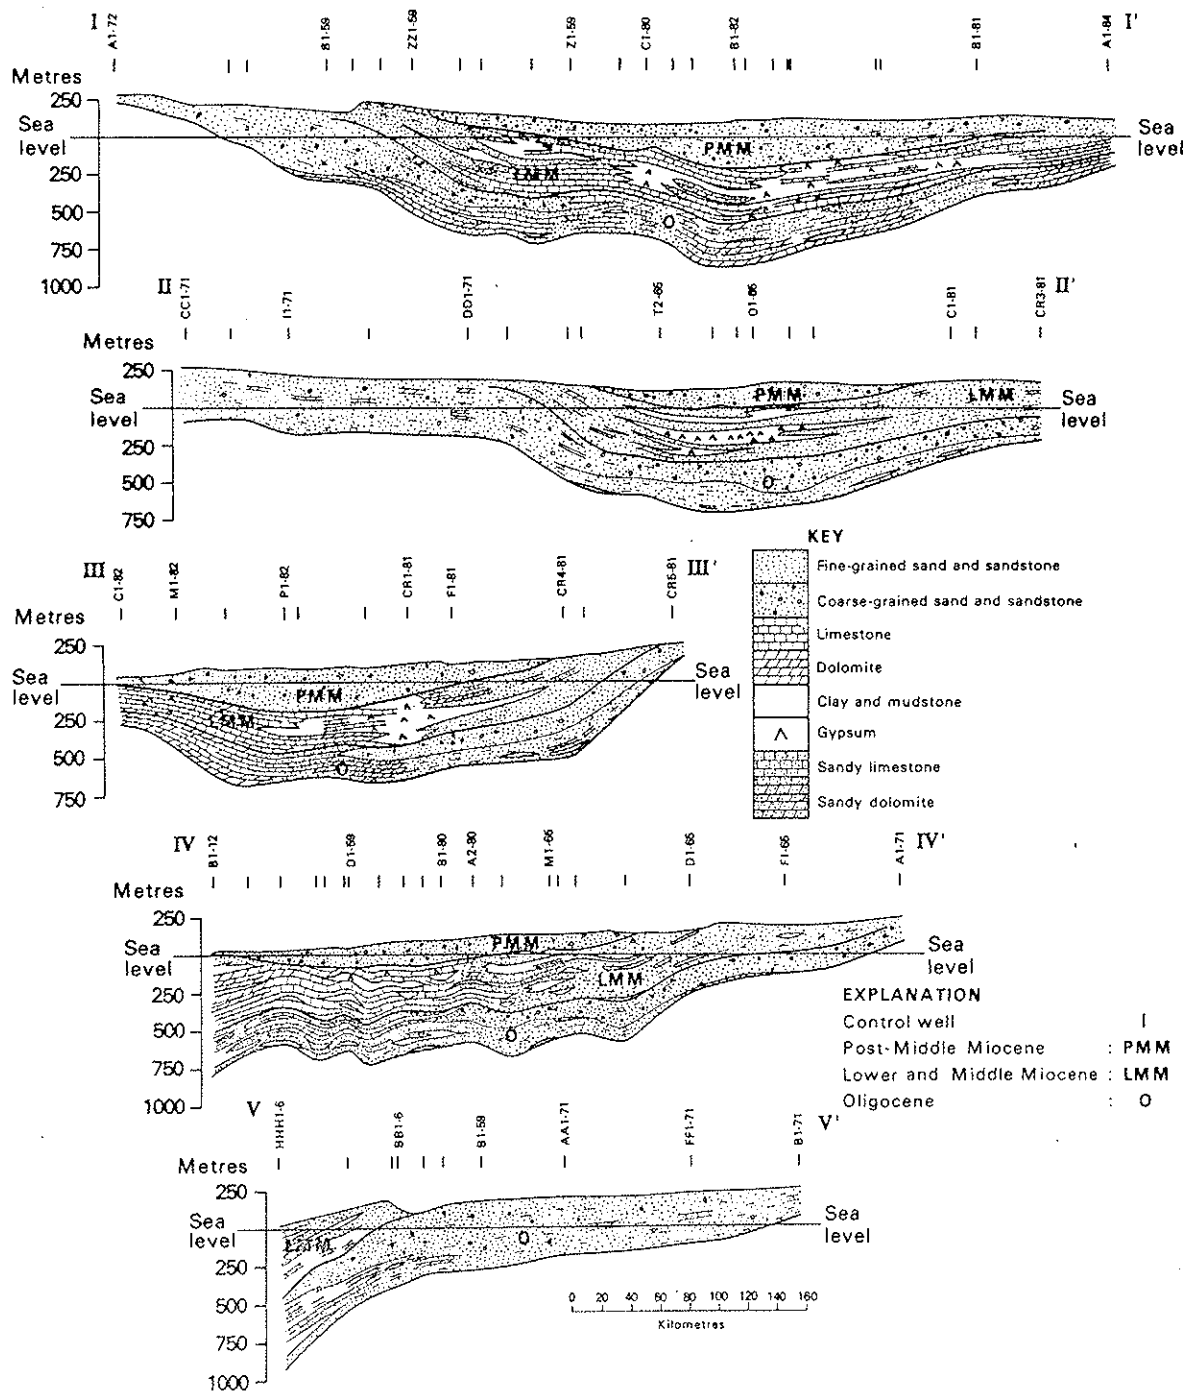 I A1-72 B1-59 ZZ1-59 Z1-59 C1-80 B1-82 B1-81 A1-84 I'
Metres
250
Sea level Sea level
250
500
750
1000
PMM
LMM
O
II CC1-71 I1-71 DD1-71 T2-65 O1-66 C1-81 CR3-81 II'
Metres
250
Sea level Sea level
250
500
750
PMM LMM
O
III C1-82 M1-82 P1-82 CR1-81 F1-81 CR4-81 CR5-81 III'
Metres
250
Sea level Sea level
250
500
750
PMM
LMM
O
KEY
Fine-grained sand and sandstone
Coarse-grained sand and sandstone
Limestone
Dolomite
Clay and mudstone
Gypsum
Sandy limestone
Sandy dolomite
IV B1-12 D1-59 B1-80 A2-80 M1-66 D1-65 F1-65 A1-71 IV'
Metres
250
Sea level Sea level
250
500
750
1000
PMM
LMM
O
EXPLANATION
Control well
Post-Middle Miocene : PMM
Lower and Middle Miocene : LMM
Oligocene : O
V HHH1-6 BB1-6 B1-59 AA1-71 FF1-71 B1-71 V'
Metres
250
Sea level Sea level
250
500
750
1000
LMM
O
0 20 40 60 80 100 120 140 160
Kilometres